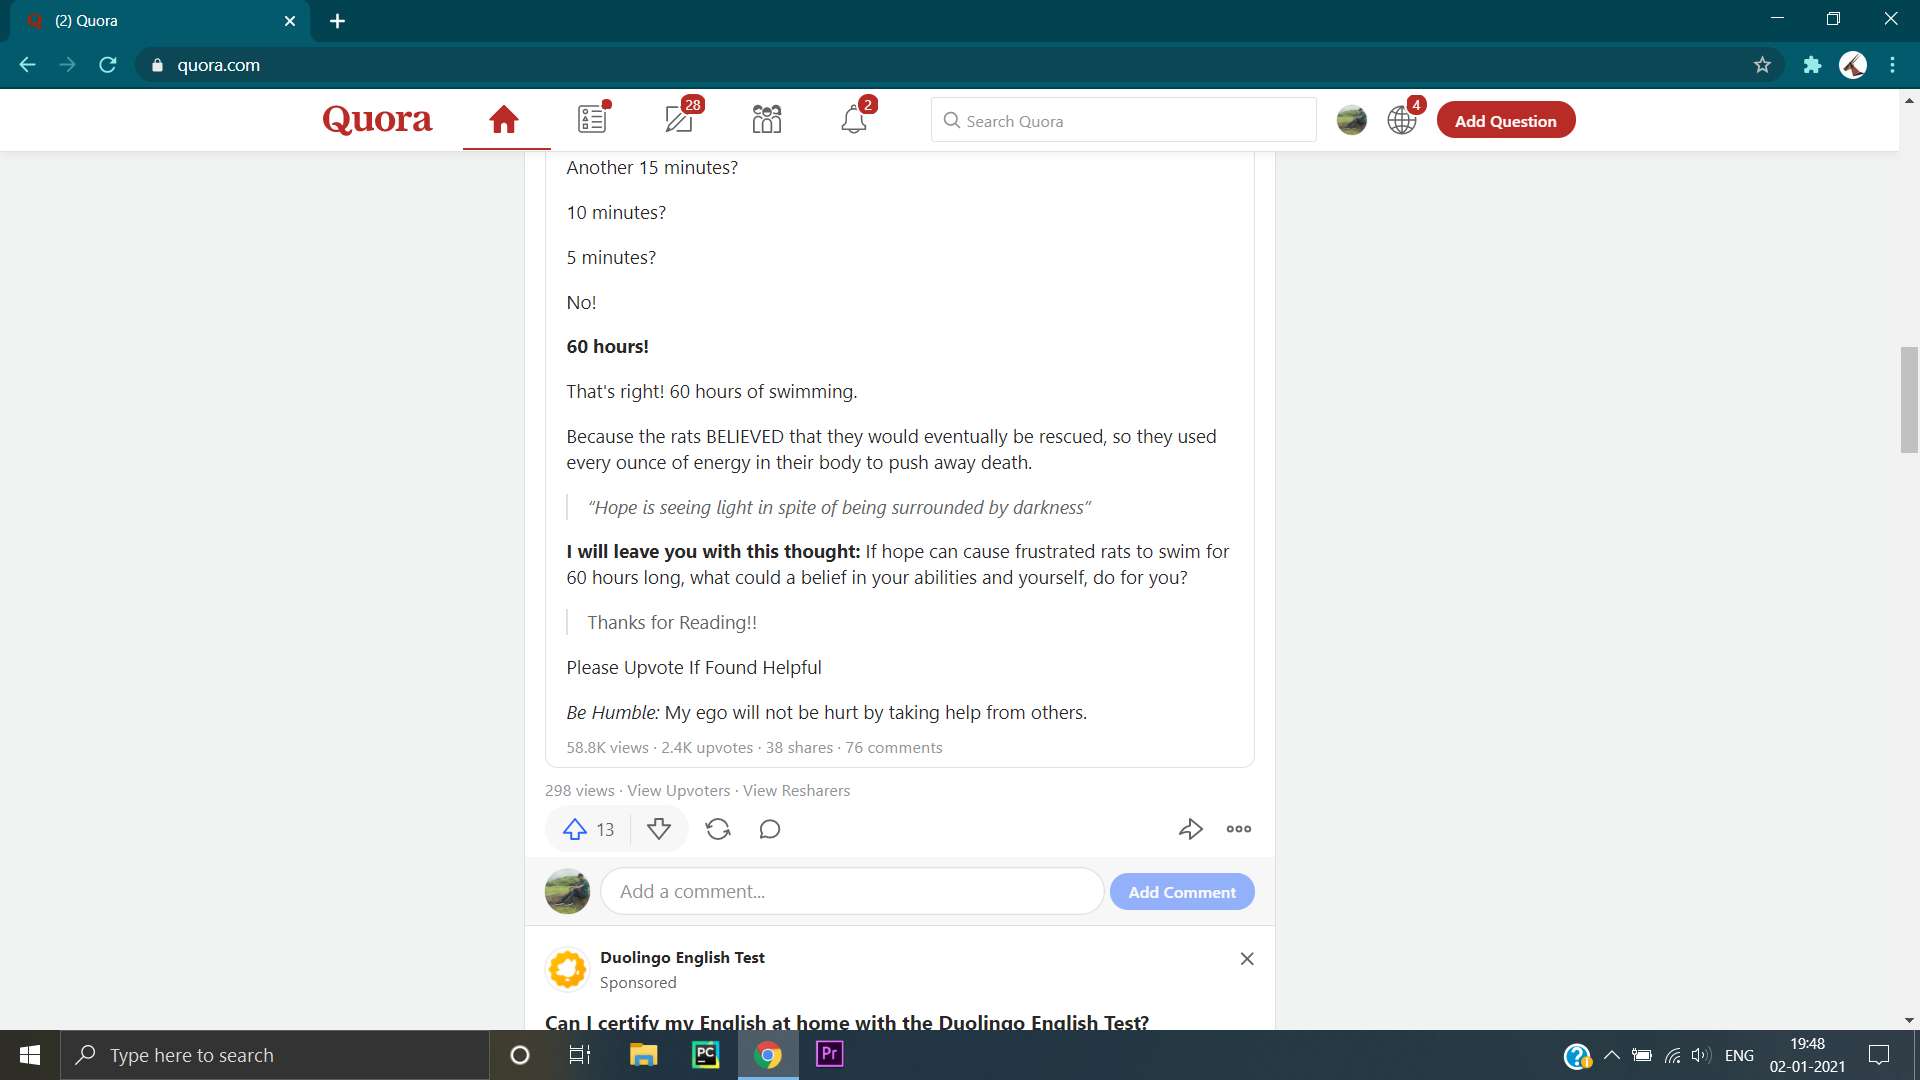 (2) Quora
quora.com
Quora
28
2
Search Quora
4
Add Question
Another 15 minutes?
10 minutes?
5 minutes?
No!
60 hours!
That's right! 60 hours of swimming.
Because the rats BELIEVED that they would eventually be rescued, so they used
every ounce of energy in their body to push away death.
“Hope is seeing light in spite of being surrounded by darkness”
I will leave you with this thought: If hope can cause frustrated rats to swim for
60 hours long, what could a belief in your abilities and yourself, do for you?
Thanks for Reading!!
Please Upvote If Found Helpful
Be Humble: My ego will not be hurt by taking help from others.
58.8K views · 2.4K upvotes · 38 shares · 76 comments
298 views · View Upvoters · View Resharers
13
Add a comment...
Add Comment
Duolingo English Test
Sponsored
Can I certify my English at home with the Duolingo English Test?
Type here to search
PC
Pr
ENG
19:48
02-01-2021